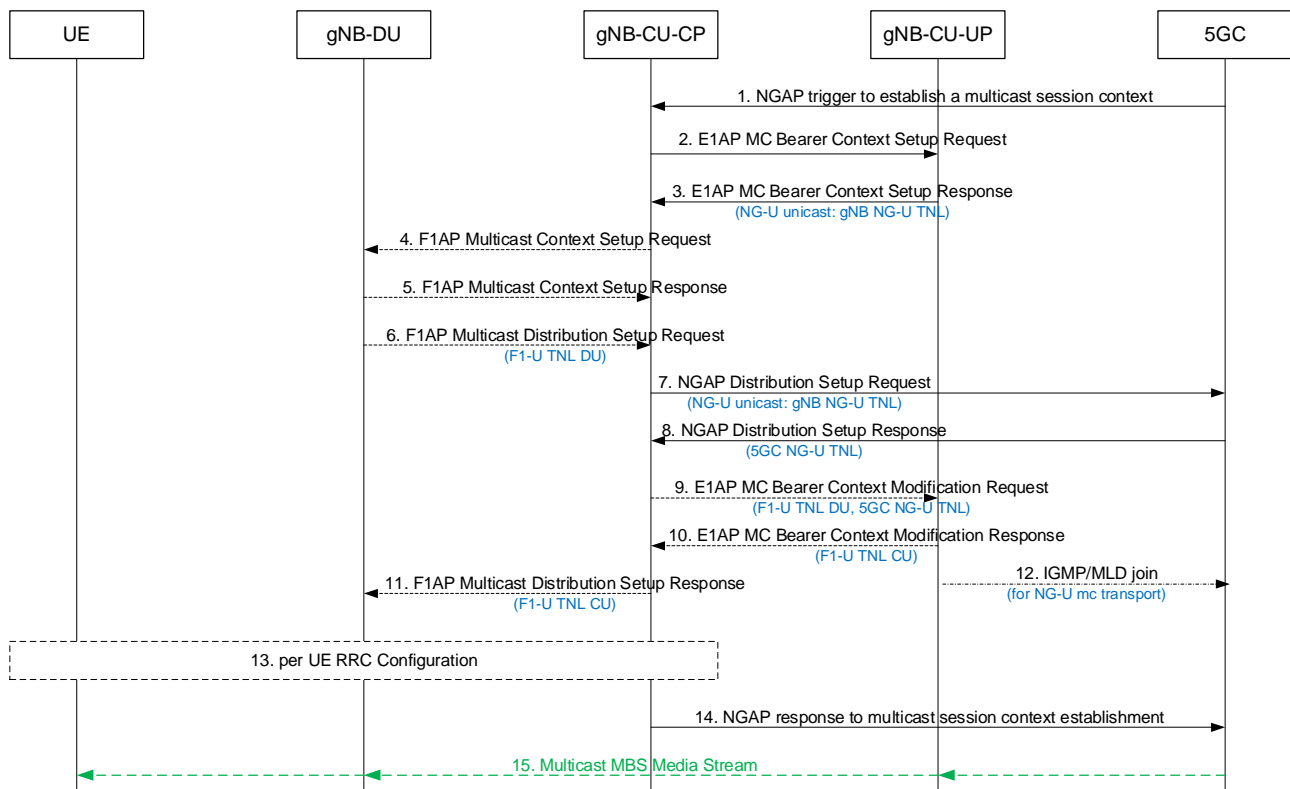 UE
gNB-DU
gNB-CU-CP
gNB-CU-UP
5GC
1. NGAP trigger to establish a multicast session context
2. E1AP MC Bearer Context Setup Request
3. E1AP MC Bearer Context Setup Response
(NG-U unicast: gNB NG-U TNL)
4. F1AP Multicast Context Setup Request
5. F1AP Multicast Context Setup Response
6. F1AP Multicast Distribution Setup Request
(F1-U TNL DU)
7. NGAP Distribution Setup Request
(NG-U unicast: gNB NG-U TNL)
8. NGAP Distribution Setup Response
(5GC NG-U TNL)
9. E1AP MC Bearer Context Modification Request
(F1-U TNL DU, 5GC NG-U TNL)
10. E1AP MC Bearer Context Modification Response
(F1-U TNL CU)
11. F1AP Multicast Distribution Setup Response
(F1-U TNL CU)
12. IGMP/MLD join
(for NG-U mc transport)
13. per UE RRC Configuration
14. NGAP response to multicast session context establishment
15. Multicast MBS Media Stream